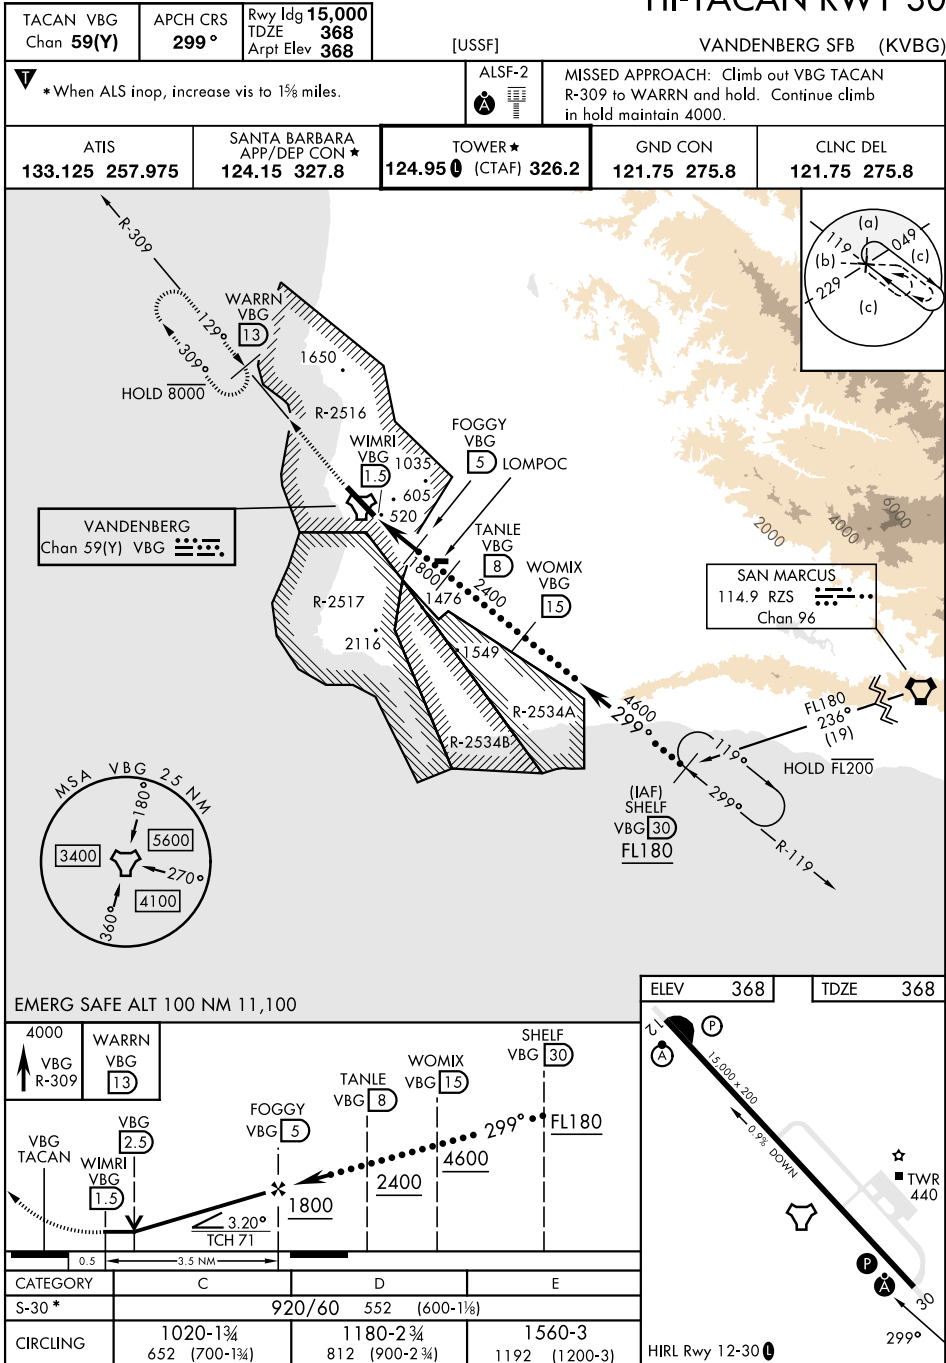 HI-TACAN RWY 30
VANDENBERG SFB (KVBG)
[USSF]
TACAN VBG
Chan 59(Y)
APCH CRS
299°
Rwy ldg 15,000
TDZE 368
Arpt Elev 368
T
*When ALS inop, increase vis to 1⅝ miles.
ALSF-2
A
MISSED APPROACH: Climb out VBG TACAN
R-309 to WARRN and hold. Continue climb
in hold maintain 4000.
ATIS
133.125 257.975
SANTA BARBARA
APP/DEP CON ★
124.15 327.8
TOWER ★
124.95 L (CTAF) 326.2
GND CON
121.75 275.8
CLNC DEL
121.75 275.8
R-309
WARRN
VBG
13
129°
309°
HOLD 8000
1650
R-2516
WIMRI
VBG
1.5
1035
605
520
FOGGY
VBG
5
LOMPOC
TANLE
VBG
8
WOMIX
VBG
15
VANDENBERG
Chan 59(Y) VBG
1800
2400
1476
R-2517
2116
1549
R-2534A
R-2534B
4600
299°
119°
299°
R-119
(IAF)
SHELF
VBG 30
FL180
HOLD FL200
FL180
236°
(19)
SAN MARCUS
114.9 RZS
Chan 96
2000
4000
6000
(a)
119
049
(b)
(c)
229
(c)
MSA VBG 25 NM
180°
3400
5600
270°
4100
360°
EMERG SAFE ALT 100 NM 11,100
4000
VBG
R-309
WARRN
VBG
13
VBG
TACAN
WIMRI
VBG
1.5
VBG
2.5
FOGGY
VBG 5
TANLE
VBG 8
WOMIX
VBG 15
SHELF
VBG 30
299°
FL180
4600
2400
1800
3.20°
TCH 71
0.5
3.5 NM
CATEGORY C D E
S-30 * 920/60 552 (600-1⅛)
CIRCLING
1020-1¾
652 (700-1¾)
1180-2¾
812 (900-2¾)
1560-3
1192 (1200-3)
ELEV 368
TDZE 368
12
P
A
15,000 x 200
0.9% DOWN
TWR
440
P
A
30
299°
HIRL Rwy 12-30 L